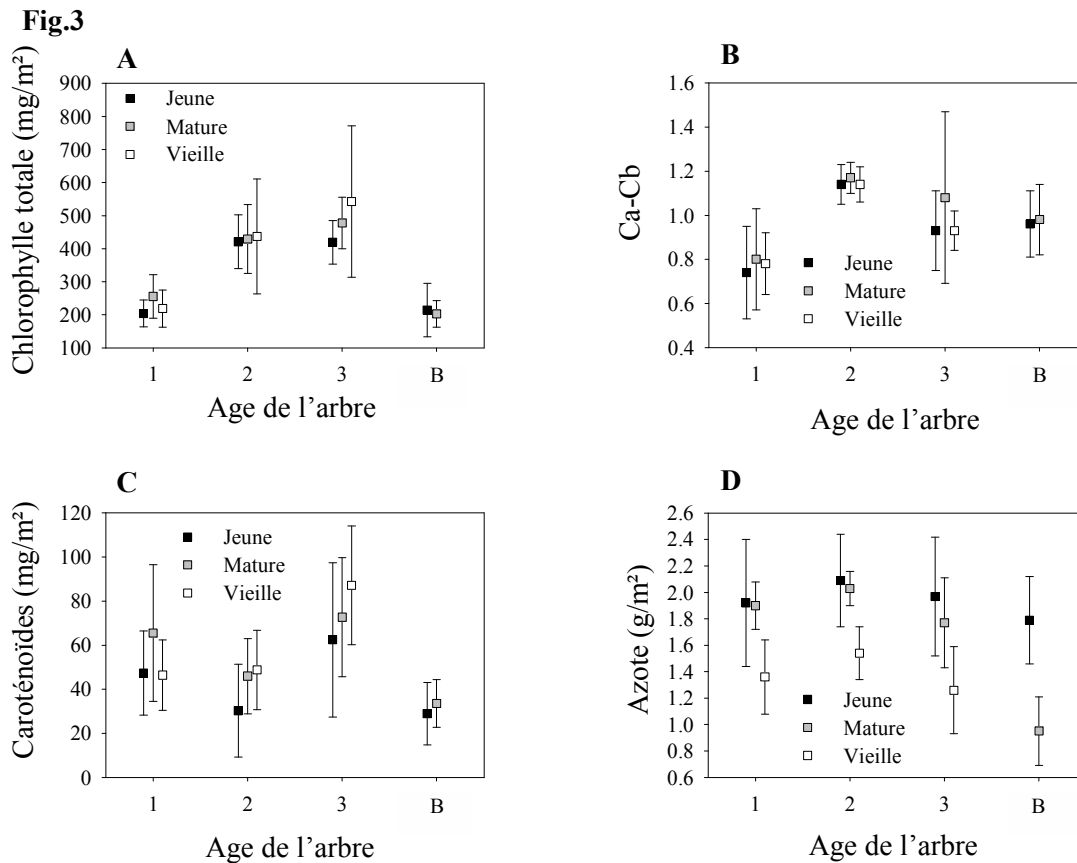 Fig.3
A
Chlorophylle totale (mg/m²)
900
800
700
600
500
400
300
200
100
Jeune
Mature
Vieille
1 2 3 B
Age de l’arbre
B
Ca-Cb
1.6
1.4
1.2
1.0
0.8
0.6
0.4
Jeune
Mature
Vieille
1 2 3 B
Age de l’arbre
C
Caroténoïdes (mg/m²)
120
100
80
60
40
20
0
Jeune
Mature
Vieille
1 2 3 B
Age de l’arbre
D
Azote (g/m²)
2.6
2.4
2.2
2.0
1.8
1.6
1.4
1.2
1.0
0.8
0.6
Jeune
Mature
Vieille
1 2 3 B
Age de l’arbre